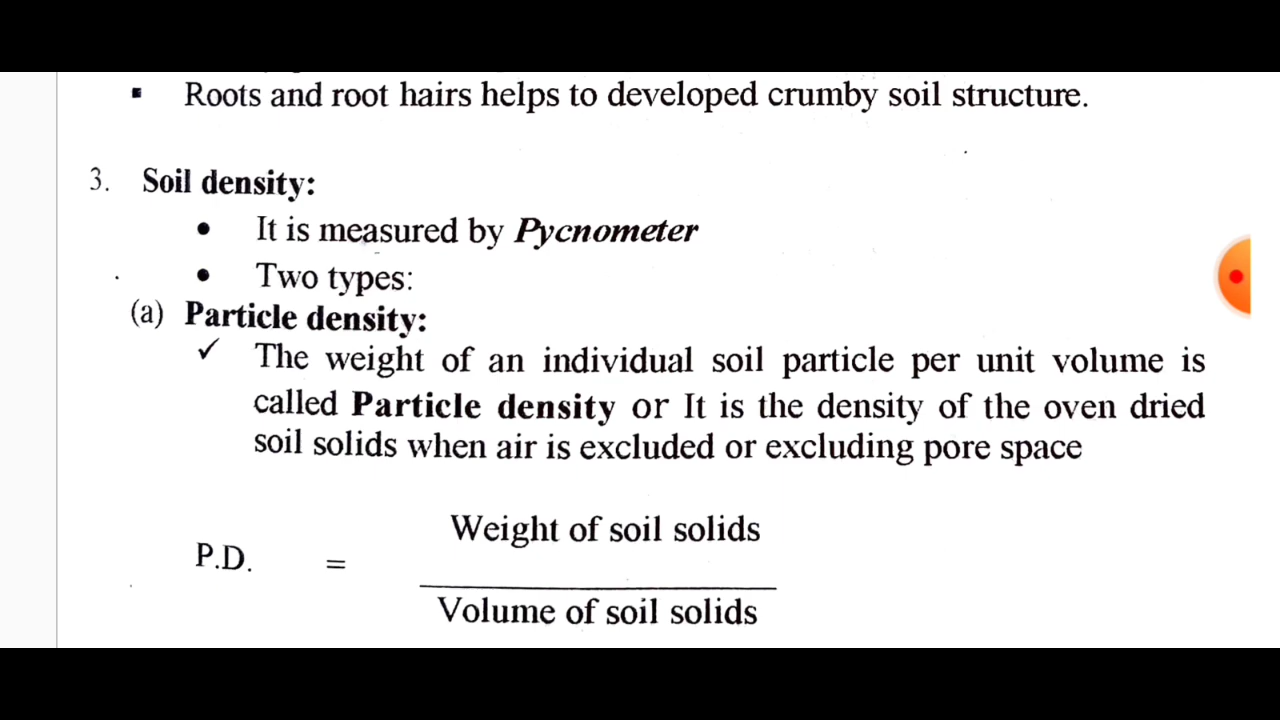 ▪ Roots and root hairs helps to developed crumby soil structure.
3. Soil density:
• It is measured by Pycnometer
• Two types:
(a) Particle density:
✓ The weight of an individual soil particle per unit volume is
called Particle density or It is the density of the oven dried
soil solids when air is excluded or excluding pore space
Weight of soil solids
P.D. =
Volume of soil solids